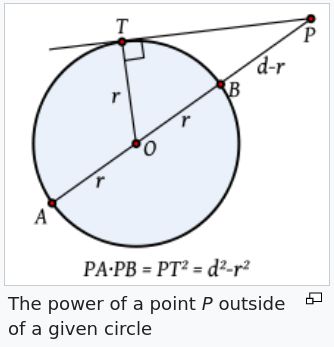 T
P
d-r
B
r
r
O
r
A
PA·PB = PT² = d²-r²
The power of a point P outside
of a given circle